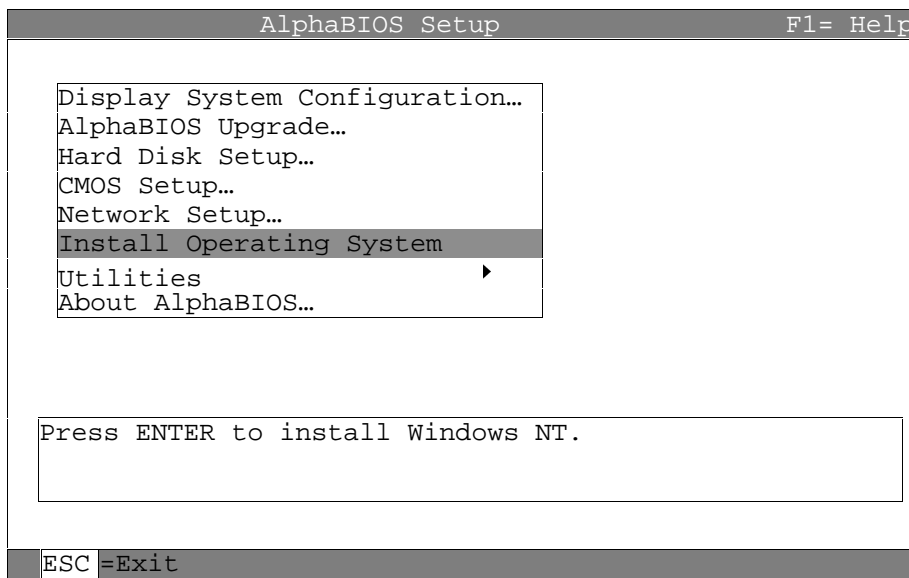 AlphaBIOS Setup F1= Help
Display System Configuration…
AlphaBIOS Upgrade…
Hard Disk Setup…
CMOS Setup…
Network Setup…
Install Operating System
Utilities
About AlphaBIOS…
Press ENTER to install Windows NT.
ESC =Exit